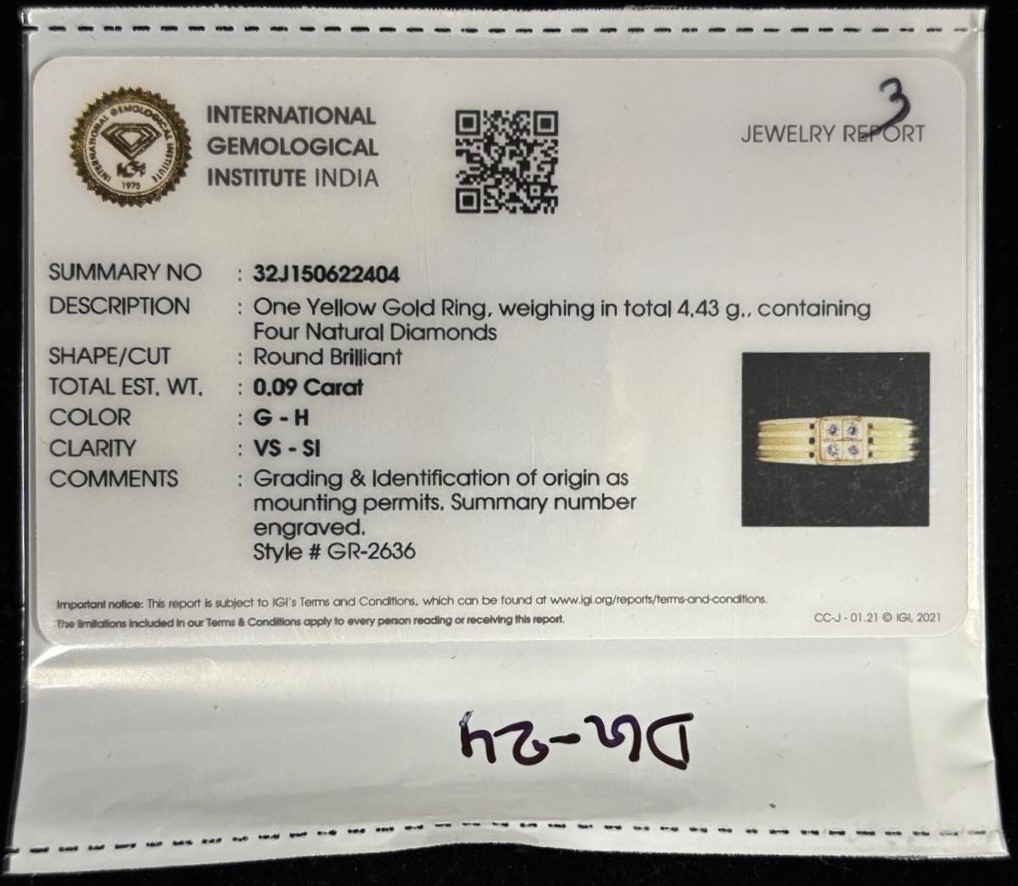 INTERNATIONAL GEMOLOGICAL INSTITUTE
1975
INTERNATIONAL
GEMOLOGICAL
INSTITUTE INDIA
3
JEWELRY REPORT
SUMMARY NO : 32J150622404
DESCRIPTION : One Yellow Gold Ring, weighing in total 4.43 g., containing
Four Natural Diamonds
SHAPE/CUT : Round Brilliant
TOTAL EST. WT. : 0.09 Carat
COLOR : G - H
CLARITY : VS - SI
COMMENTS : Grading & Identification of origin as
mounting permits. Summary number
engraved.
Style # GR-2636
Important notice: This report is subject to IGI's Terms and Conditions, which can be found at www.igi.org/reports/terms-and-conditions.
The limitations included in our Terms & Conditions apply to every person reading or receiving this report.
CC-J - 01.21 © IGI, 2021